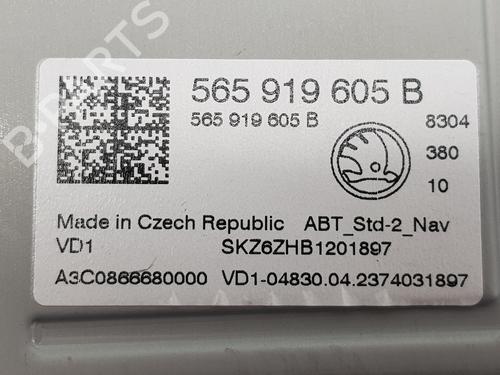 B-PARTS
565 919 605 B
565 919 605 B
8304
380
10
Made in Czech Republic ABT_Std-2_Nav
VD1 SKZ6ZHB1201897
A3C0866680000 VD1-04830.04.2374031897